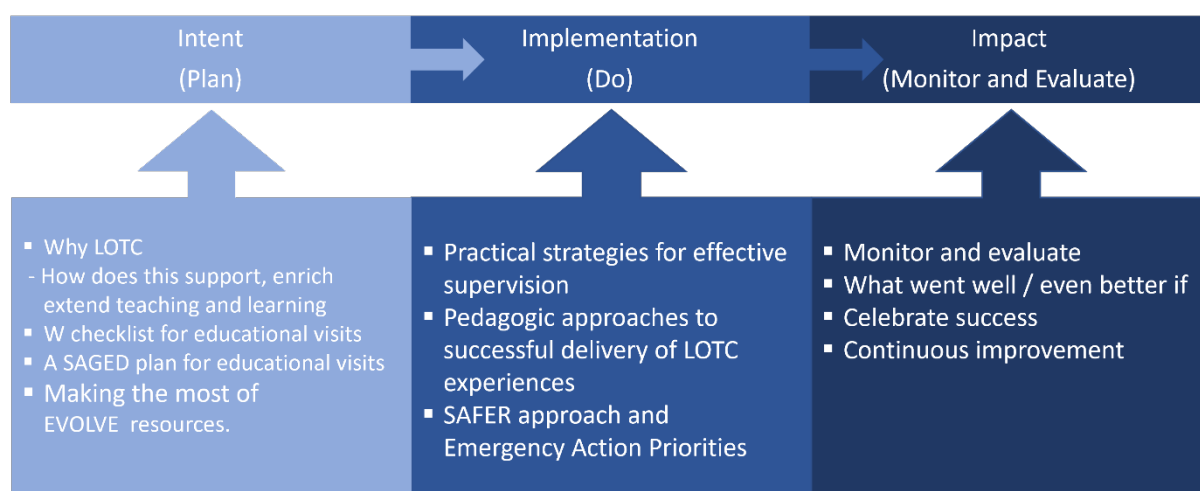 Intent
(Plan)
Implementation
(Do)
Impact
(Monitor and Evaluate)
▪ Why LOTC
- How does this support, enrich
extend teaching and learning
▪ W checklist for educational visits
▪ A SAGED plan for educational visits
▪ Making the most of
EVOLVE resources.
▪ Practical strategies for effective
supervision
▪ Pedagogic approaches to
successful delivery of LOTC
experiences
▪ SAFER approach and
Emergency Action Priorities
▪ Monitor and evaluate
▪ What went well / even better if
▪ Celebrate success
▪ Continuous improvement